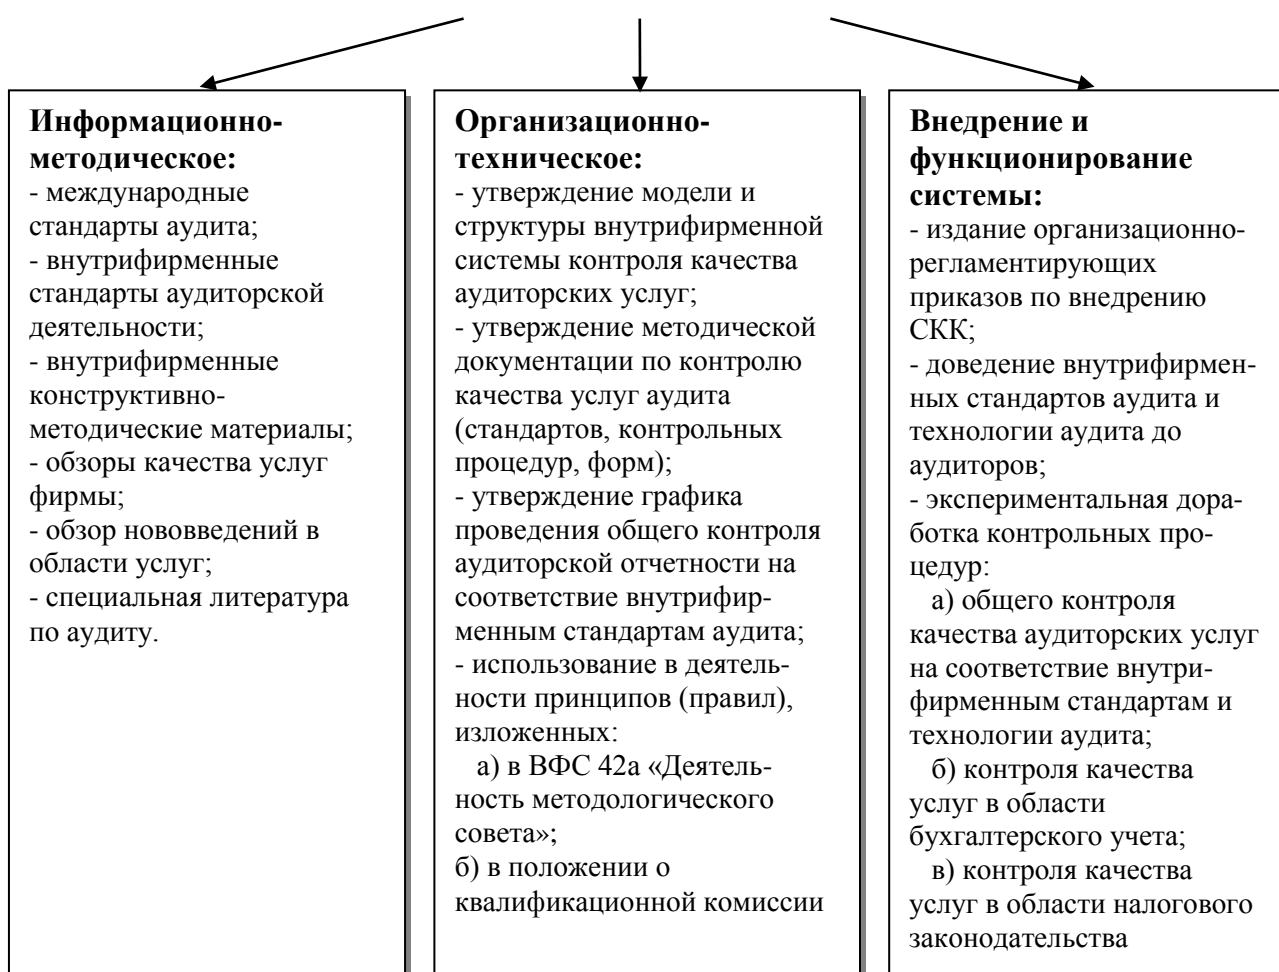 Информационно-
методическое:
- международные
стандарты аудита;
- внутрифирменные
стандарты аудиторской
деятельности;
- внутрифирменные
конструктивно-
методические материалы;
- обзоры качества услуг
фирмы;
- обзор нововведений в
области услуг;
- специальная литература
по аудиту.
Организационно-
техническое:
- утверждение модели и
структуры внутрифирменной
системы контроля качества
аудиторских услуг;
- утверждение методической
документации по контролю
качества услуг аудита
(стандартов, контрольных
процедур, форм);
- утверждение графика
проведения общего контроля
аудиторской отчетности на
соответствие внутрифир-
менным стандартам аудита;
- использование в деятель-
ности принципов (правил),
изложенных:
а) в ВФС 42а «Деятель-
ность методологического
совета»;
б) в положении о
квалификационной комиссии
Внедрение и
функционирование
системы:
- издание организационно-
регламентирующих
приказов по внедрению
СКК;
- доведение внутрифирмен-
ных стандартов аудита и
технологии аудита до
аудиторов;
- экспериментальная дора-
ботка контрольных про-
цедур:
а) общего контроля
качества аудиторских услуг
на соответствие внутри-
фирменным стандартам и
технологии аудита;
б) контроля качества
услуг в области
бухгалтерского учета;
в) контроля качества
услуг в области налогового
законодательства